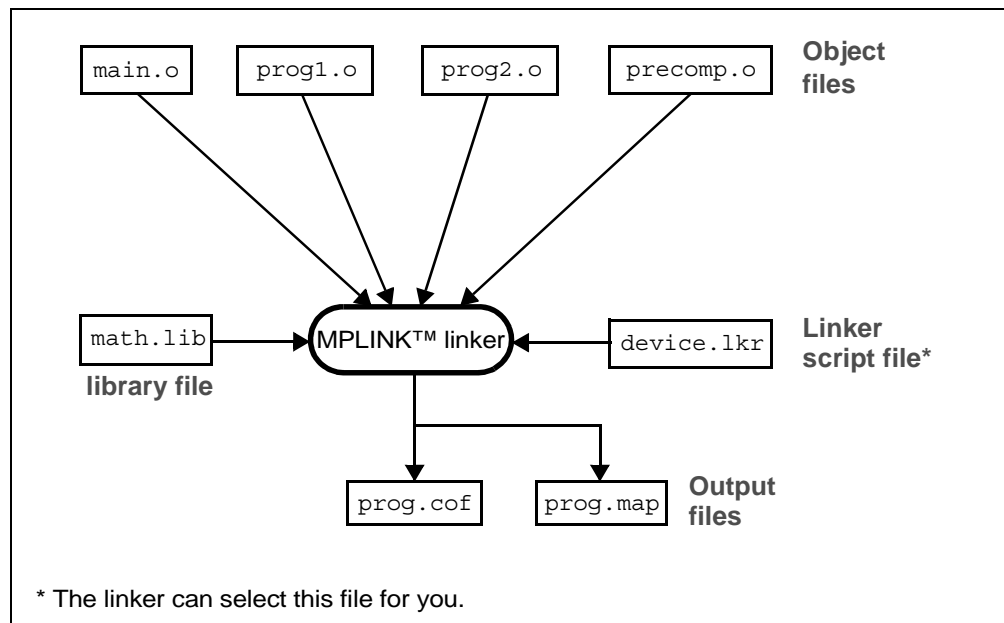 main.o
prog1.o
prog2.o
precomp.o
Object
files
math.lib
library file
MPLINK™ linker
device.lkr
Linker
script file*
prog.cof
prog.map
Output
files
* The linker can select this file for you.